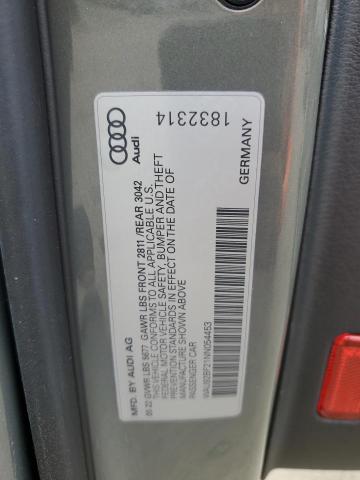 Audi
1832314
GERMANY
MFD BY AUDI AG
05 22 GVWR LBS 5677 GAWR LBS FRONT 2811 /REAR 3042
THIS VEHICLE CONFORMS TO ALL APPLICABLE U.S.
FEDERAL MOTOR VEHICLE SAFETY, BUMPER AND THEFT
PREVENTION STANDARDS IN EFFECT ON THE DATE OF
MANUFACTURE SHOWN ABOVE
PASSENGER CAR
WAU92BF21NN054453